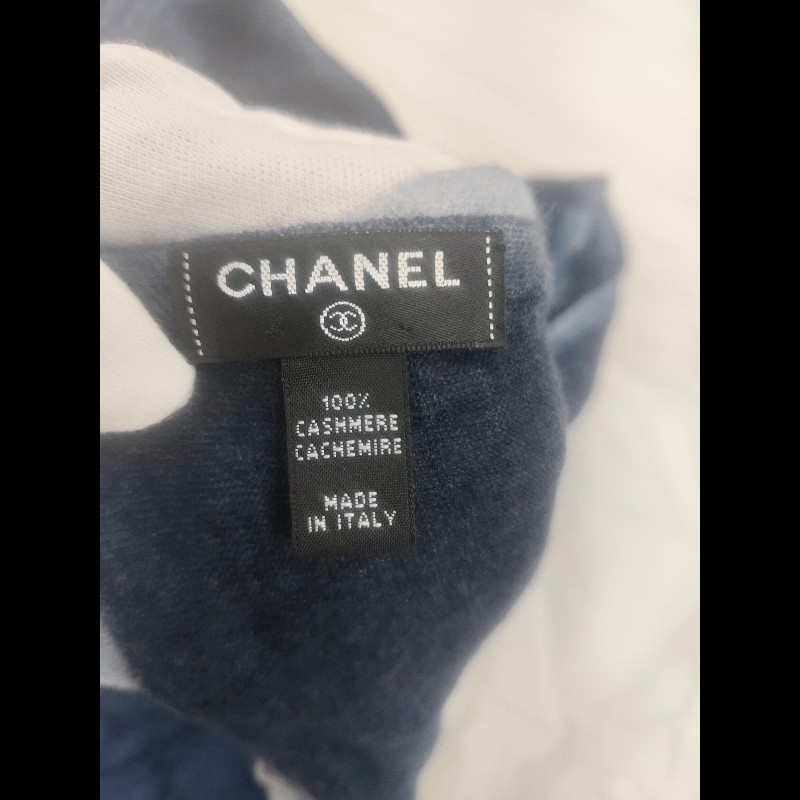 CHANEL
100%
CASHMERE
CACHEMIRE
MADE
IN ITALY